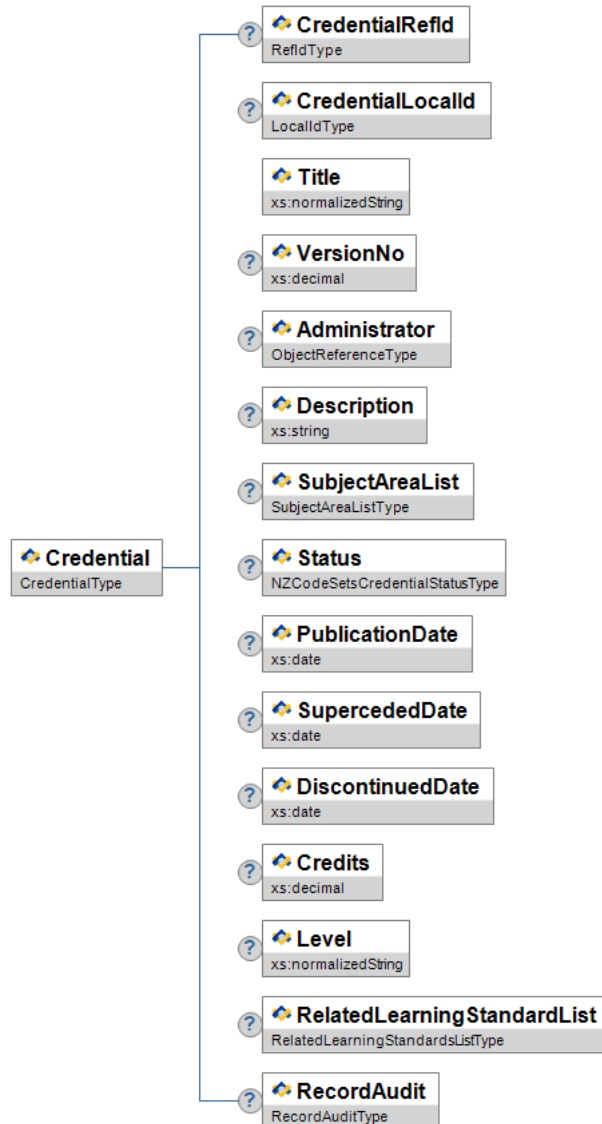 ?
CredentialRefId
RefIdType
?
CredentialLocalId
LocalIdType
Title
xs:normalizedString
?
VersionNo
xs:decimal
?
Administrator
ObjectReferenceType
?
Description
xs:string
?
SubjectAreaList
SubjectAreaListType
Credential
CredentialType
?
Status
NZCodeSetsCredentialStatusType
?
PublicationDate
xs:date
?
SupercededDate
xs:date
?
DiscontinuedDate
xs:date
?
Credits
xs:decimal
?
Level
xs:normalizedString
?
RelatedLearningStandardList
RelatedLearningStandardsListType
?
RecordAudit
RecordAuditType